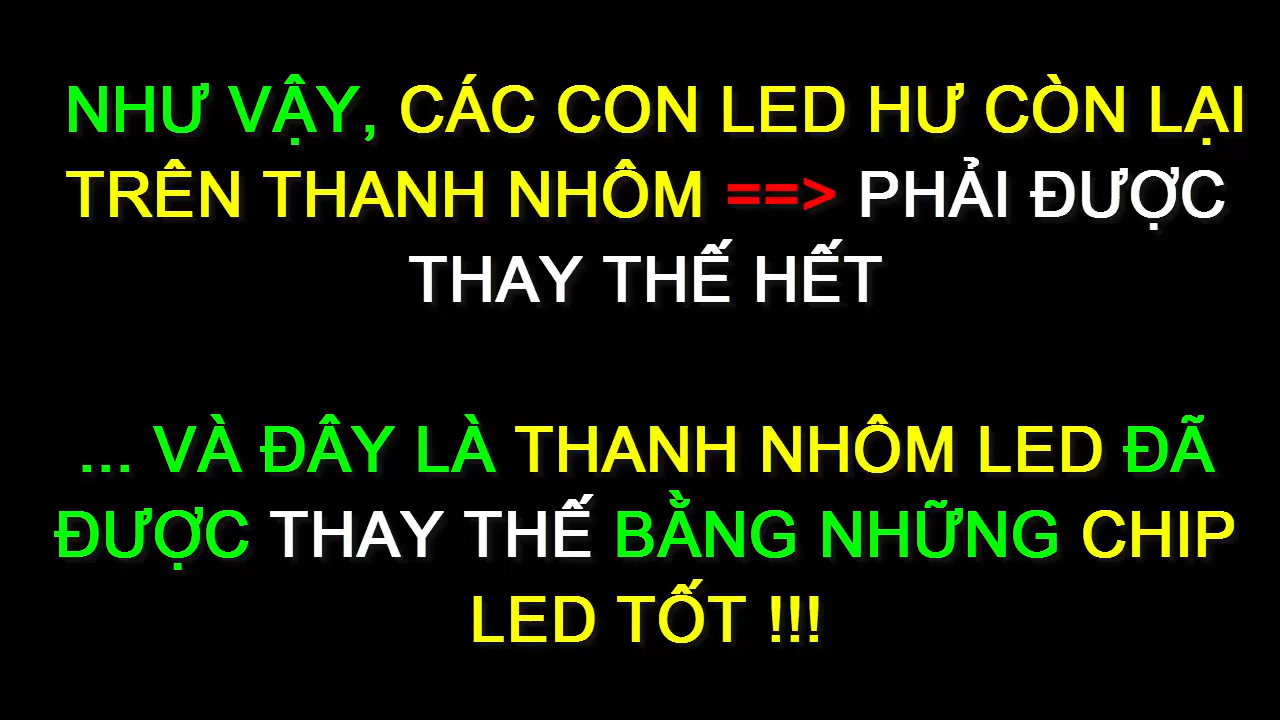 NHƯ VẬY, CÁC CON LED HƯ CÒN LẠI
TRÊN THANH NHÔM ==> PHẢI ĐƯỢC
THAY THẾ HẾT
... VÀ ĐÂY LÀ THANH NHÔM LED ĐÃ
ĐƯỢC THAY THẾ BẰNG NHỮNG CHIP
LED TỐT !!!